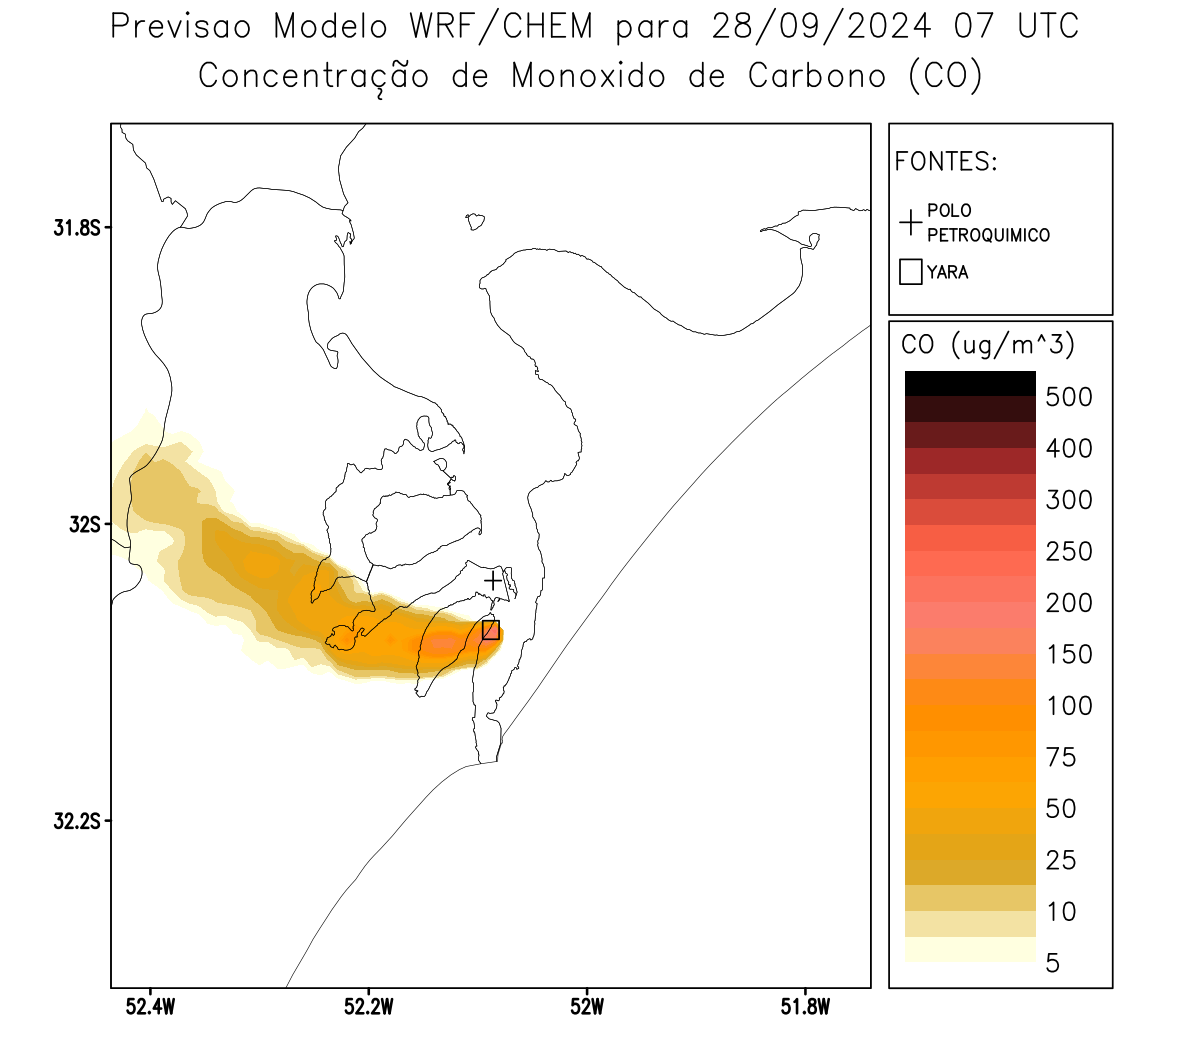 Previsao Modelo WRF/CHEM para 28/09/2024 07 UTC
Concentração de Monoxido de Carbono (CO)
FONTES:
POLO
PETROQUIMICO
YARA
CO (ug/m^3)
500
400
300
250
200
150
100
75
50
25
10
5
31.8S
32S
32.2S
52.4W
52.2W
52W
51.8W